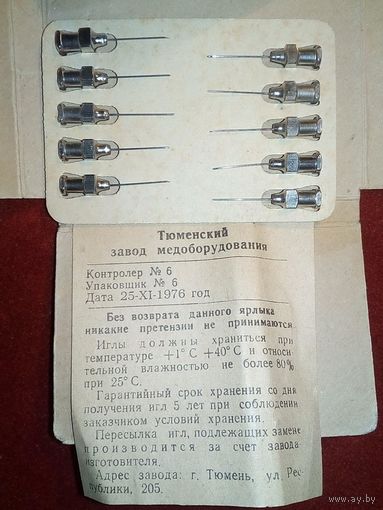 Тюменский
завод медоборудования
Контролер № 6
Упаковщик № 6
Дата 25-XI-1976 год
Без возврата данного ярлыка
никакие претензии не принимаются.
Иглы должны храниться при
температуре +1°С +40°С и относи-
тельной влажностью не более 80%
при 25°С.
Гарантийный срок хранения со дня
получения игл 5 лет при соблюдении
заказчиком условий хранения.
Пересылка игл, подлежащих замене
производится за счет завода-
изготовителя.
Адрес завода: г. Тюмень, ул. Рес-
публики, 205.
www.ay.by